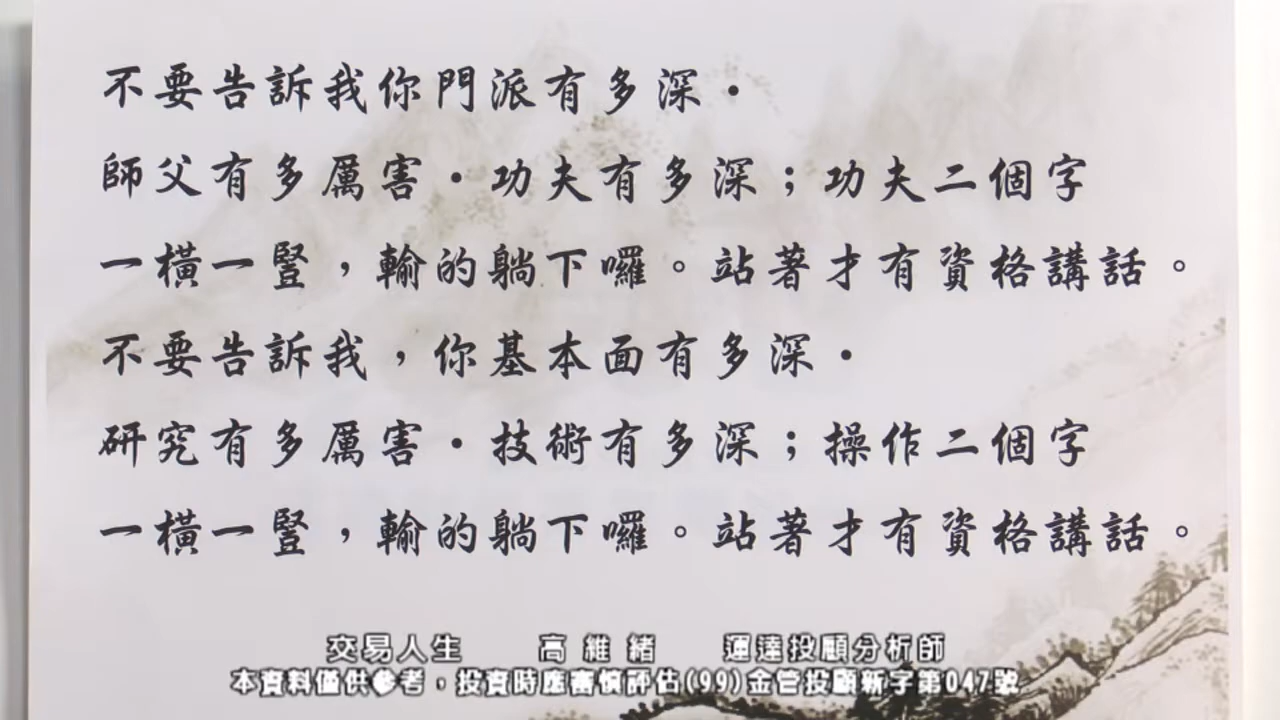 不要告訴我你門派有多深・
師父有多厲害・功夫有多深；功夫二個字
一橫一豎，輸的躺下囉。站著才有資格講話。
不要告訴我，你基本面有多深・
研究有多厲害・技術有多深；操作二個字
一橫一豎，輸的躺下囉。站著才有資格講話。
交易人生 高維緒 運達投顧分析師
本資料僅供參考，投資時應審慎評估(99)金管投顧新字第047號